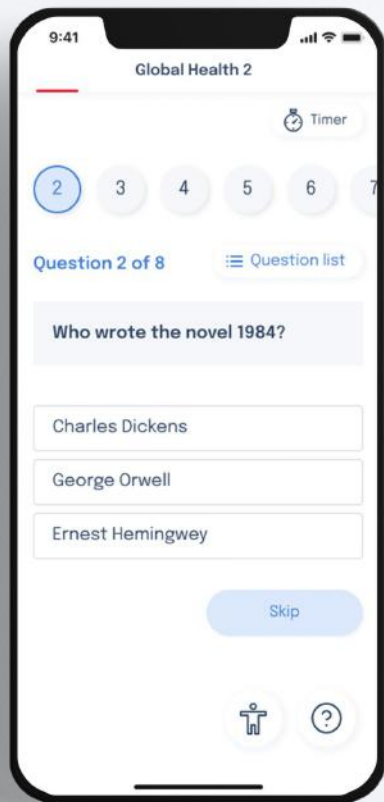 9:41
Global Health 2
Timer
2 3 4 5 6 7
Question 2 of 8
Question list
Who wrote the novel 1984?
Charles Dickens
George Orwell
Ernest Hemingwey
Skip
?